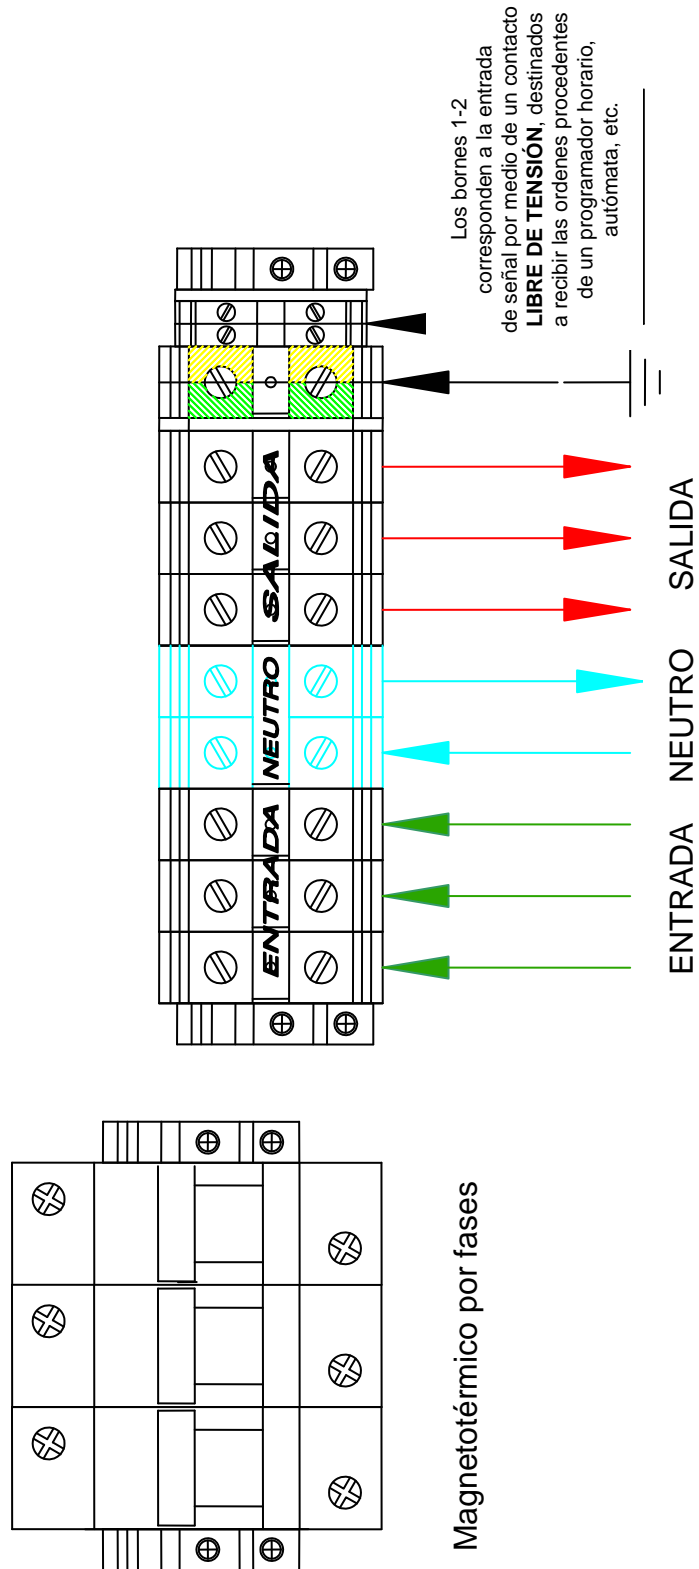 Magnetotérmico por fases
ENTRADA
NEUTRO
SALIDA
ENTRADA
NEUTRO
SALIDA
Los bornes 1-2
corresponden a la entrada
de señal por medio de un contacto
LIBRE DE TENSIÓN, destinados
a recibir las ordenes procedentes
de un programador horario,
autómata, etc.